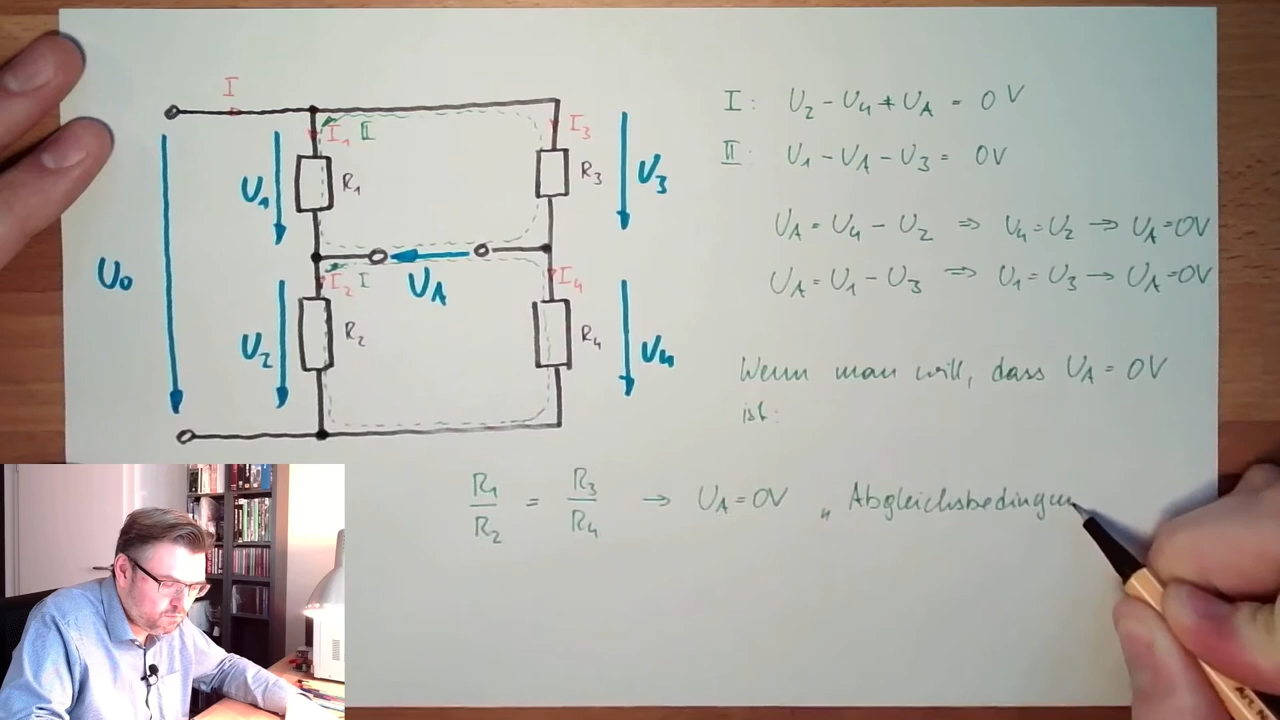 I
I₁ II
I₃
U₁
R₁
R₃
U₃
U₀
I₂ I
U_A
I₄
U₂
R₂
R₄
U₄
I: U₂ - U₄ + U_A = 0 V
II: U₁ - U_A - U₃ = 0V
U_A = U₄ - U₂ ⇒ U₄ = U₂ → U_A = 0V
U_A = U₁ - U₃ ⇒ U₁ = U₃ → U_A = 0V
Wenn man will, dass U_A = 0V
ist:
R₁/R₂ = R₃/R₄ → U_A = 0V „Abgleichsbedingun